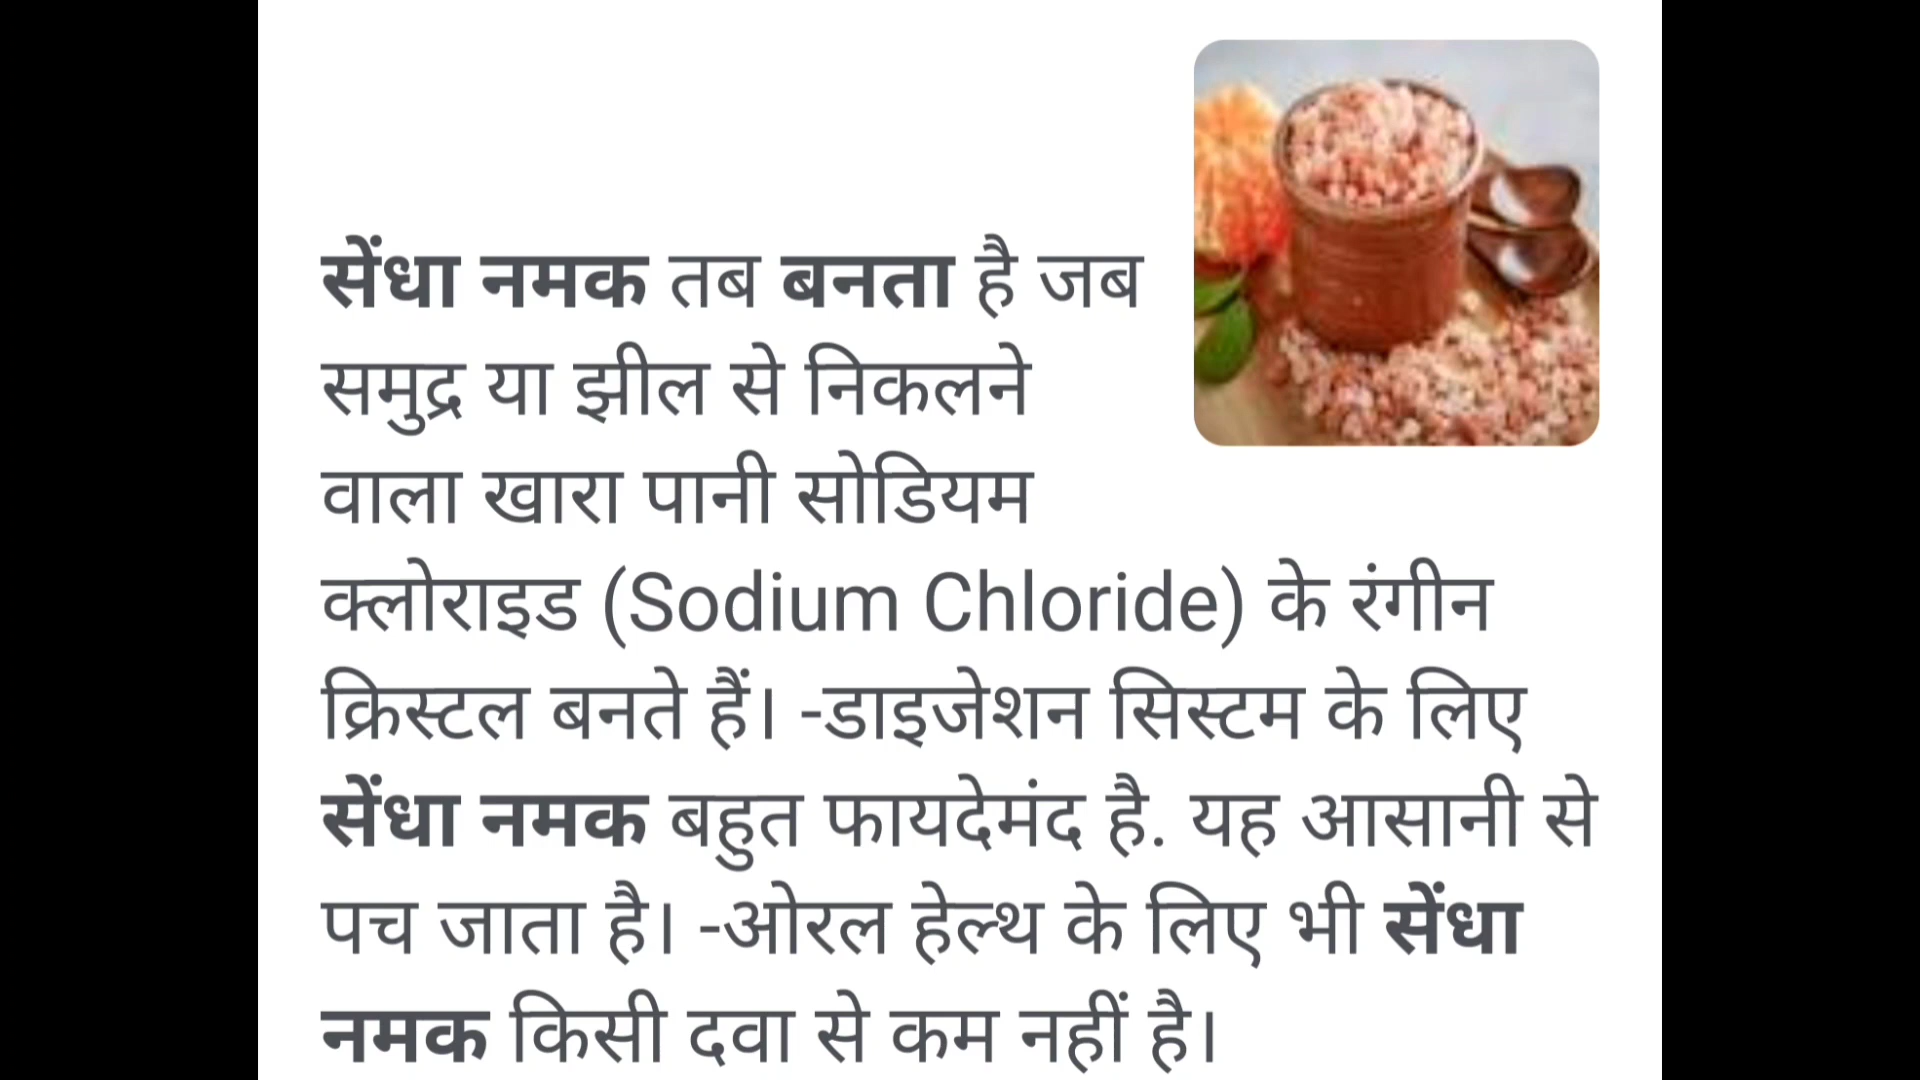 सेंधा नमक तब बनता है जब
समुद्र या झील से निकलने
वाला खारा पानी सोडियम
क्लोराइड (Sodium Chloride) के रंगीन
क्रिस्टल बनते हैं। -डाइजेशन सिस्टम के लिए
सेंधा नमक बहुत फायदेमंद है. यह आसानी से
पच जाता है। -ओरल हेल्थ के लिए भी सेंधा
नमक किसी दवा से कम नहीं है।